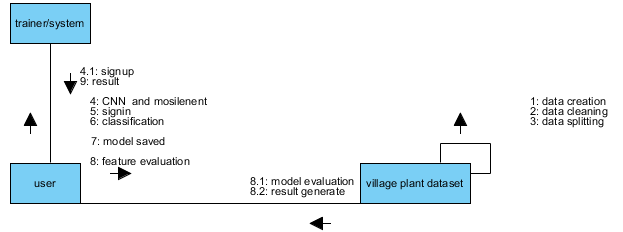 trainer/system
4.1: signup
9: result
4: CNN and mosilenent
5: signin
6: classification
7: model saved
8: feature evaluation
1: data creation
2: data cleaning
3: data splitting
user
8.1: model evaluation
8.2: result generate
village plant dataset